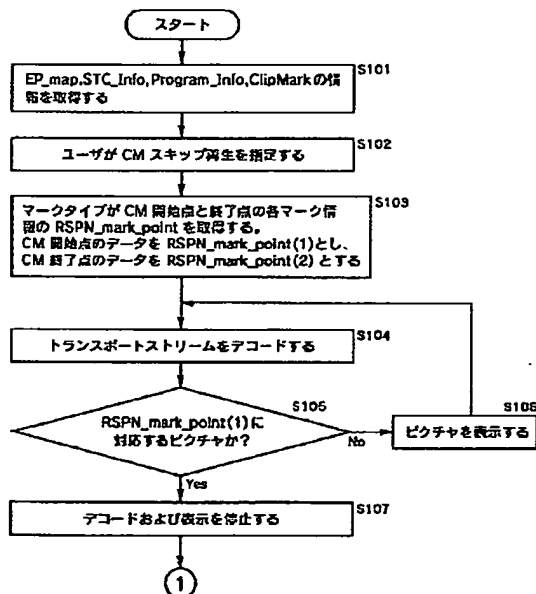 スタート
S101
EP_map,STC_Info,Program_Info,ClipMarkの情
報を取得する
S102
ユーザが CM スキップ再生を指定する
S103
マークタイプが CM 開始点と終了点の各マーク情
報の RSPN_mark_point を取得する。
CM 開始点のデータを RSPN_mark_point(1)とし、
CM 終了点のデータを RSPN_mark_point(2) とする
S104
トランスポートストリームをデコードする
S105
RSPN_mark_point(1)に
対応するピクチャか?
No
S106
ピクチャを表示する
Yes
S107
デコードおよび表示を停止する
1